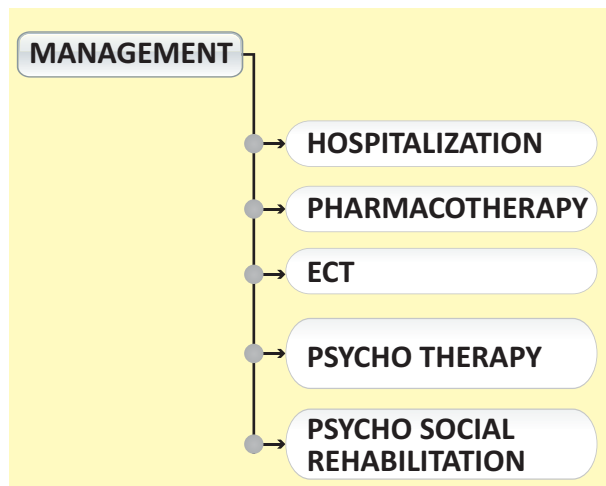 MANAGEMENT
HOSPITALIZATION
PHARMACOTHERAPY
ECT
PSYCHO THERAPY
PSYCHO SOCIAL
REHABILITATION